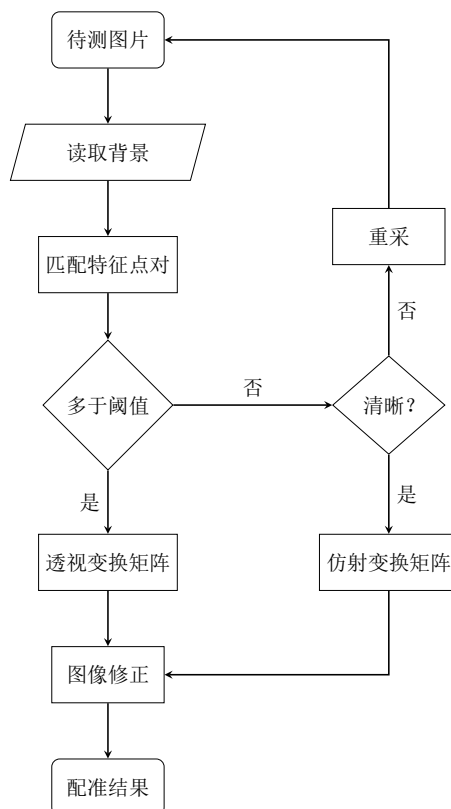 待测图片
读取背景
重采
匹配特征点对
否
多于阈值
否
清晰？
是
是
透视变换矩阵
仿射变换矩阵
图像修正
配准结果